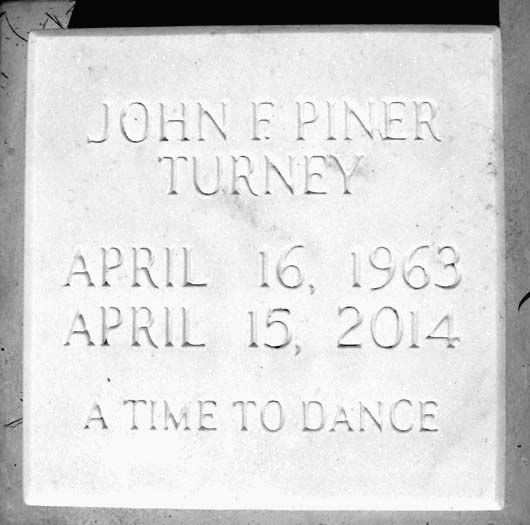 JOHN F. PINER
TURNEY
APRIL 16, 1963
APRIL 15, 2014
A TIME TO DANCE